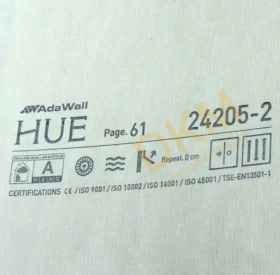 AdaWall
HUE Page. 61 24205-2
A Repeat. 0 cm
CERTIFICATIONS CE / ISO 9001 / ISO 10002 / ISO 14001 / ISO 45001 / TSE-EN13501-1
DKM